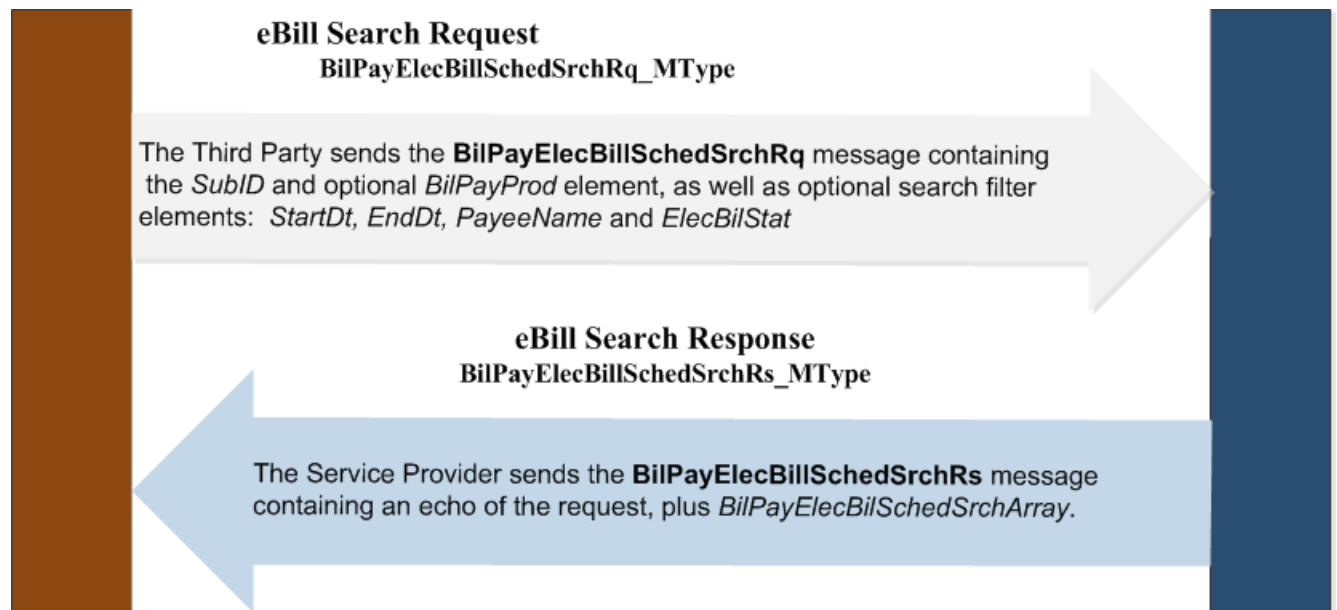 eBill Search Request
BilPayElecBillSchedSrchRq_MType
The Third Party sends the BilPayElecBillSchedSrchRq message containing
the SubID and optional BilPayProd element, as well as optional search filter
elements: StartDt, EndDt, PayeeName and ElecBilStat
eBill Search Response
BilPayElecBillSchedSrchRs_MType
The Service Provider sends the BilPayElecBillSchedSrchRs message
containing an echo of the request, plus BilPayElecBilSchedSrchArray.